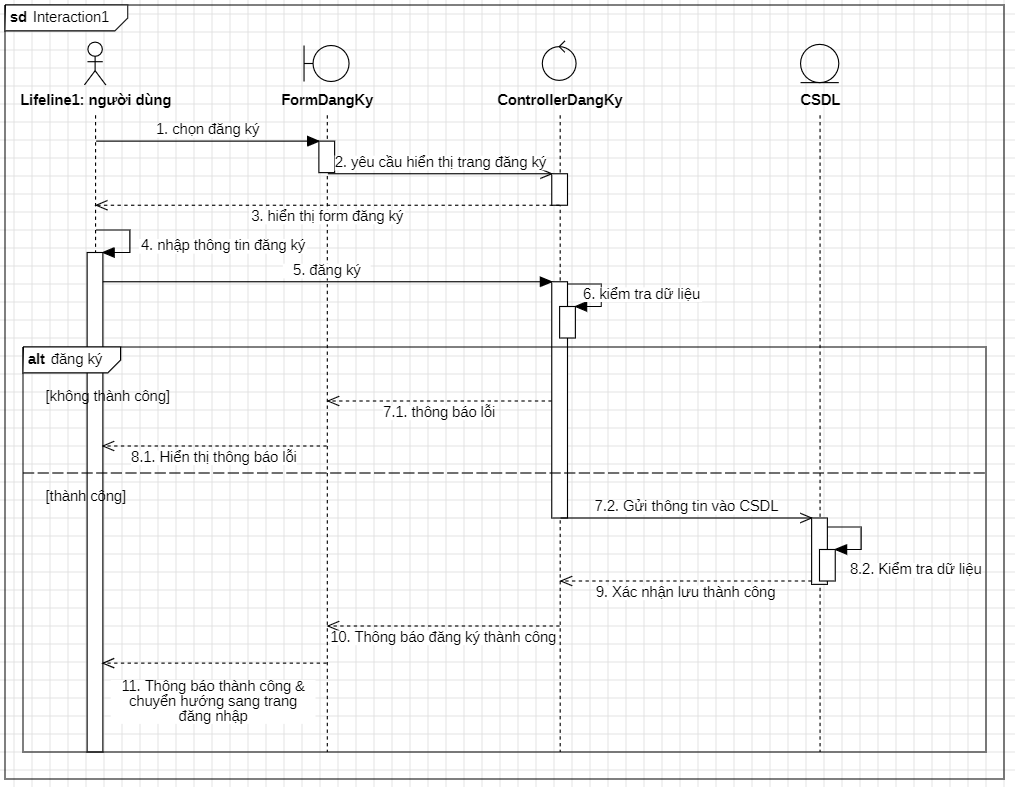 sd Interaction1
Lifeline1: người dùng
FormDangKy
ControllerDangKy
CSDL
1. chọn đăng ký
2. yêu cầu hiển thị trang đăng ký
3. hiển thị form đăng ký
4. nhập thông tin đăng ký
5. đăng ký
6. kiểm tra dữ liệu
alt đăng ký
[không thành công]
7.1. thông báo lỗi
8.1. Hiển thị thông báo lỗi
[thành công]
7.2. Gửi thông tin vào CSDL
8.2. Kiểm tra dữ liệu
9. Xác nhận lưu thành công
10. Thông báo đăng ký thành công
11. Thông báo thành công &
chuyển hướng sang trang
đăng nhập